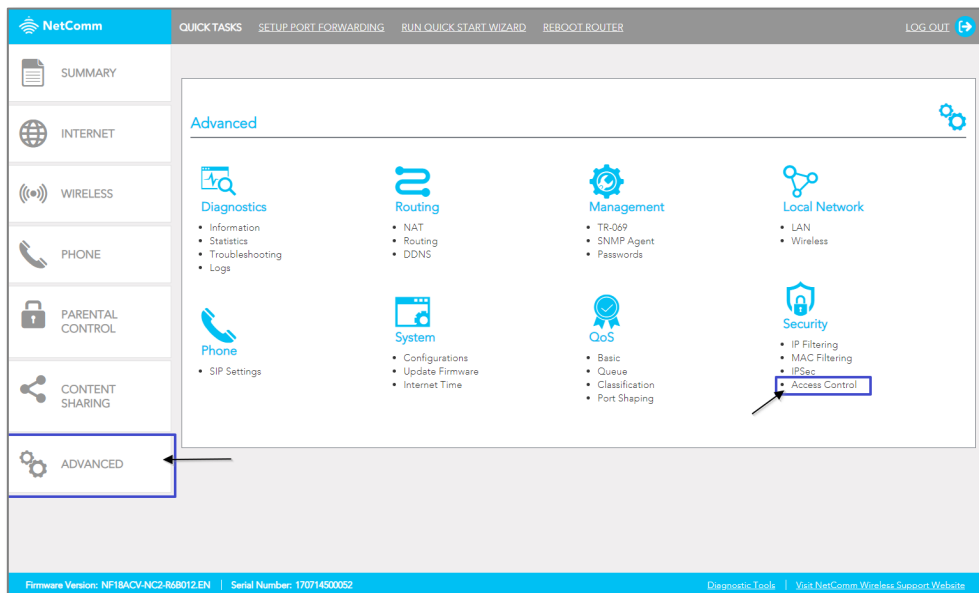 NetComm
QUICK TASKS SETUP PORT FORWARDING RUN QUICK START WIZARD REBOOT ROUTER LOG OUT
SUMMARY
INTERNET
WIRELESS
PHONE
PARENTAL
CONTROL
CONTENT
SHARING
ADVANCED
Advanced
Diagnostics
• Information
• Statistics
• Troubleshooting
• Logs
Routing
• NAT
• Routing
• DDNS
Management
• TR-069
• SNMP Agent
• Passwords
Local Network
• LAN
• Wireless
Phone
• SIP Settings
System
• Configurations
• Update Firmware
• Internet Time
QoS
• Basic
• Queue
• Classification
• Port Shaping
Security
• IP Filtering
• MAC Filtering
• IPSec
• Access Control
Firmware Version: NF18ACV-NC2-R6B012.EN | Serial Number: 170714500052 Diagnostic Tools | Visit NetComm Wireless Support Website